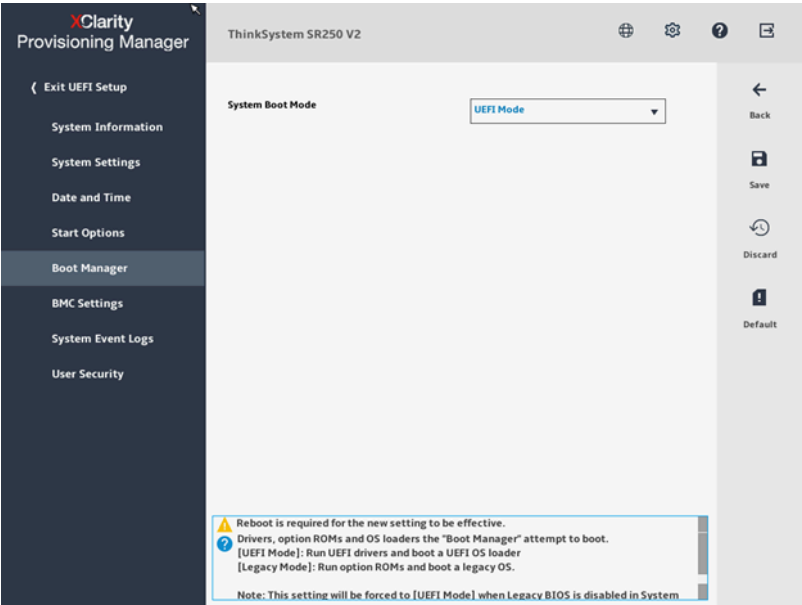 XClarity
Provisioning Manager
ThinkSystem SR250 V2
Exit UEFI Setup
System Information
System Settings
Date and Time
Start Options
Boot Manager
BMC Settings
System Event Logs
User Security
System Boot Mode
UEFI Mode
Back
Save
Discard
Default
Reboot is required for the new setting to be effective.
Drivers, option ROMs and OS loaders the "Boot Manager" attempt to boot.
[UEFI Mode]: Run UEFI drivers and boot a UEFI OS loader
[Legacy Mode]: Run option ROMs and boot a legacy OS.
Note: This setting will be forced to [UEFI Mode] when Legacy BIOS is disabled in System